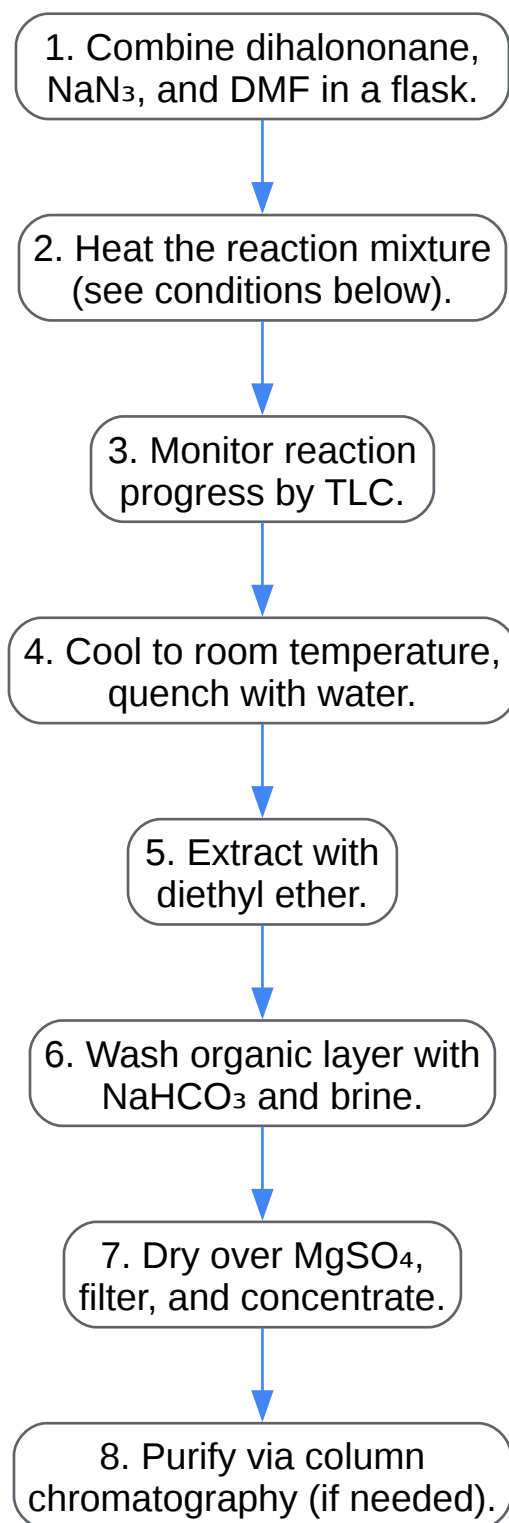 1. Combine dihalononane,
NaN₃, and DMF in a flask.
2. Heat the reaction mixture
(see conditions below).
3. Monitor reaction
progress by TLC.
4. Cool to room temperature,
quench with water.
5. Extract with
diethyl ether.
6. Wash organic layer with
NaHCO₃ and brine.
7. Dry over MgSO₄,
filter, and concentrate.
8. Purify via column
chromatography (if needed).